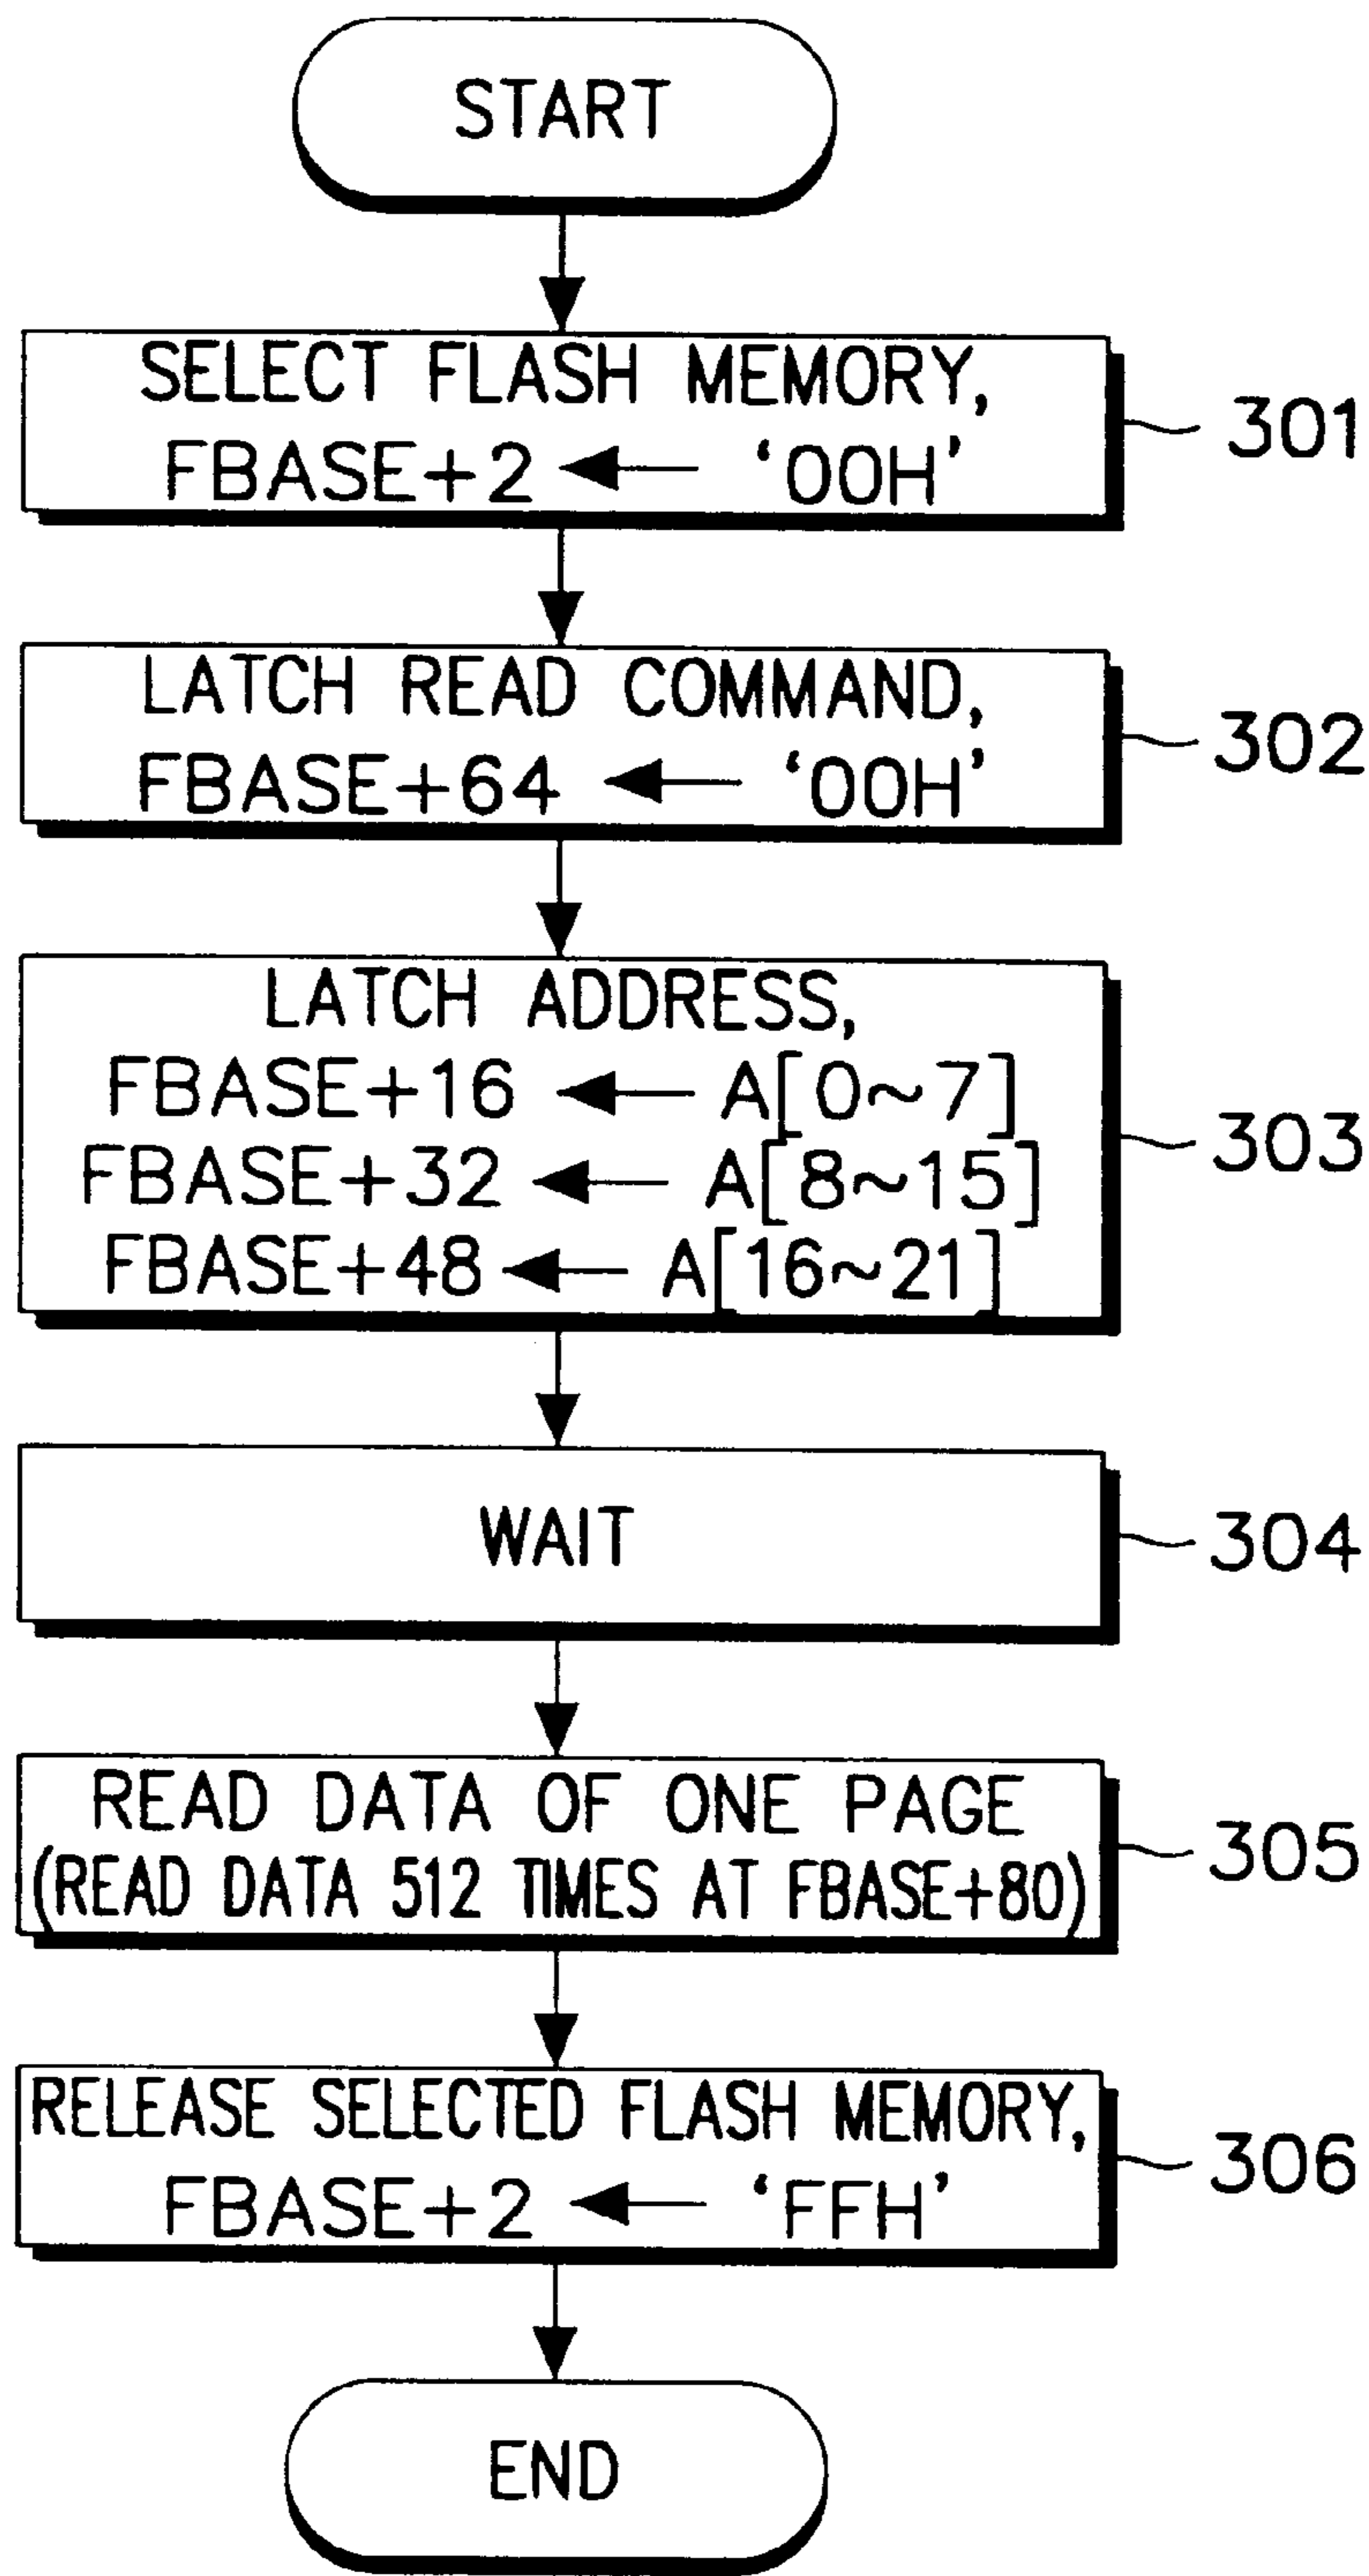 START
SELECT FLASH MEMORY,
FBASE+2 ← ‘00H’
301
LATCH READ COMMAND,
FBASE+64 ← ‘00H’
302
LATCH ADDRESS,
FBASE+16 ← A[0~7]
FBASE+32 ← A[8~15]
FBASE+48 ← A[16~21]
303
WAIT
304
READ DATA OF ONE PAGE
(READ DATA 512 TIMES AT FBASE+80)
305
RELEASE SELECTED FLASH MEMORY,
FBASE+2 ← ‘FFH’
306
END